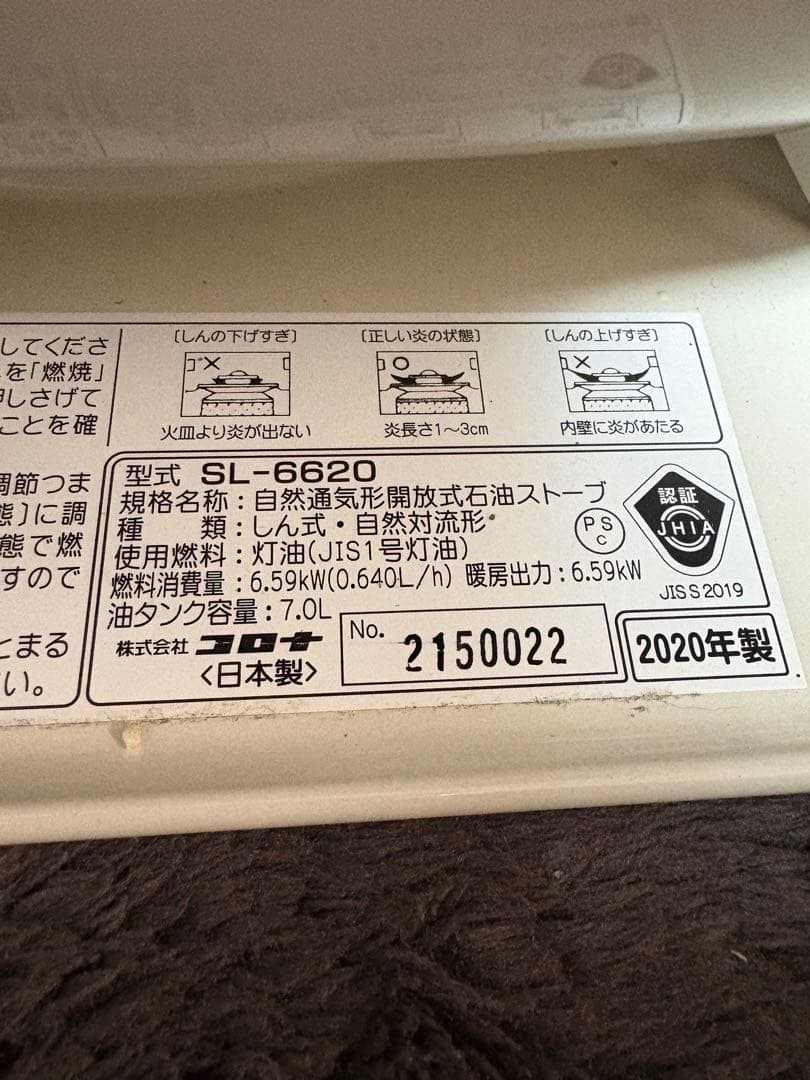 してくださ
を「燃焼」
しさげて
ことを確
調節つま
態〕に調
態で燃
すので
とまる
い。
〔しんの下げすぎ〕
〔正しい炎の状態〕
〔しんの上げすぎ〕
火皿より炎が出ない
炎長さ1〜3cm
内壁に炎があたる
型式 SL-6620
規格名称：自然通気形開放式石油ストーブ
種　　類：しん式・自然対流形
使用燃料：灯油(JIS1号灯油)
燃料消費量：6.59kW(0.640L/h) 暖房出力：6.59kW
油タンク容量：7.0L
株式会社 コロナ
<日本製>
No. 2150022
PS
C
認証
JHIA
JIS S 2019
2020年製